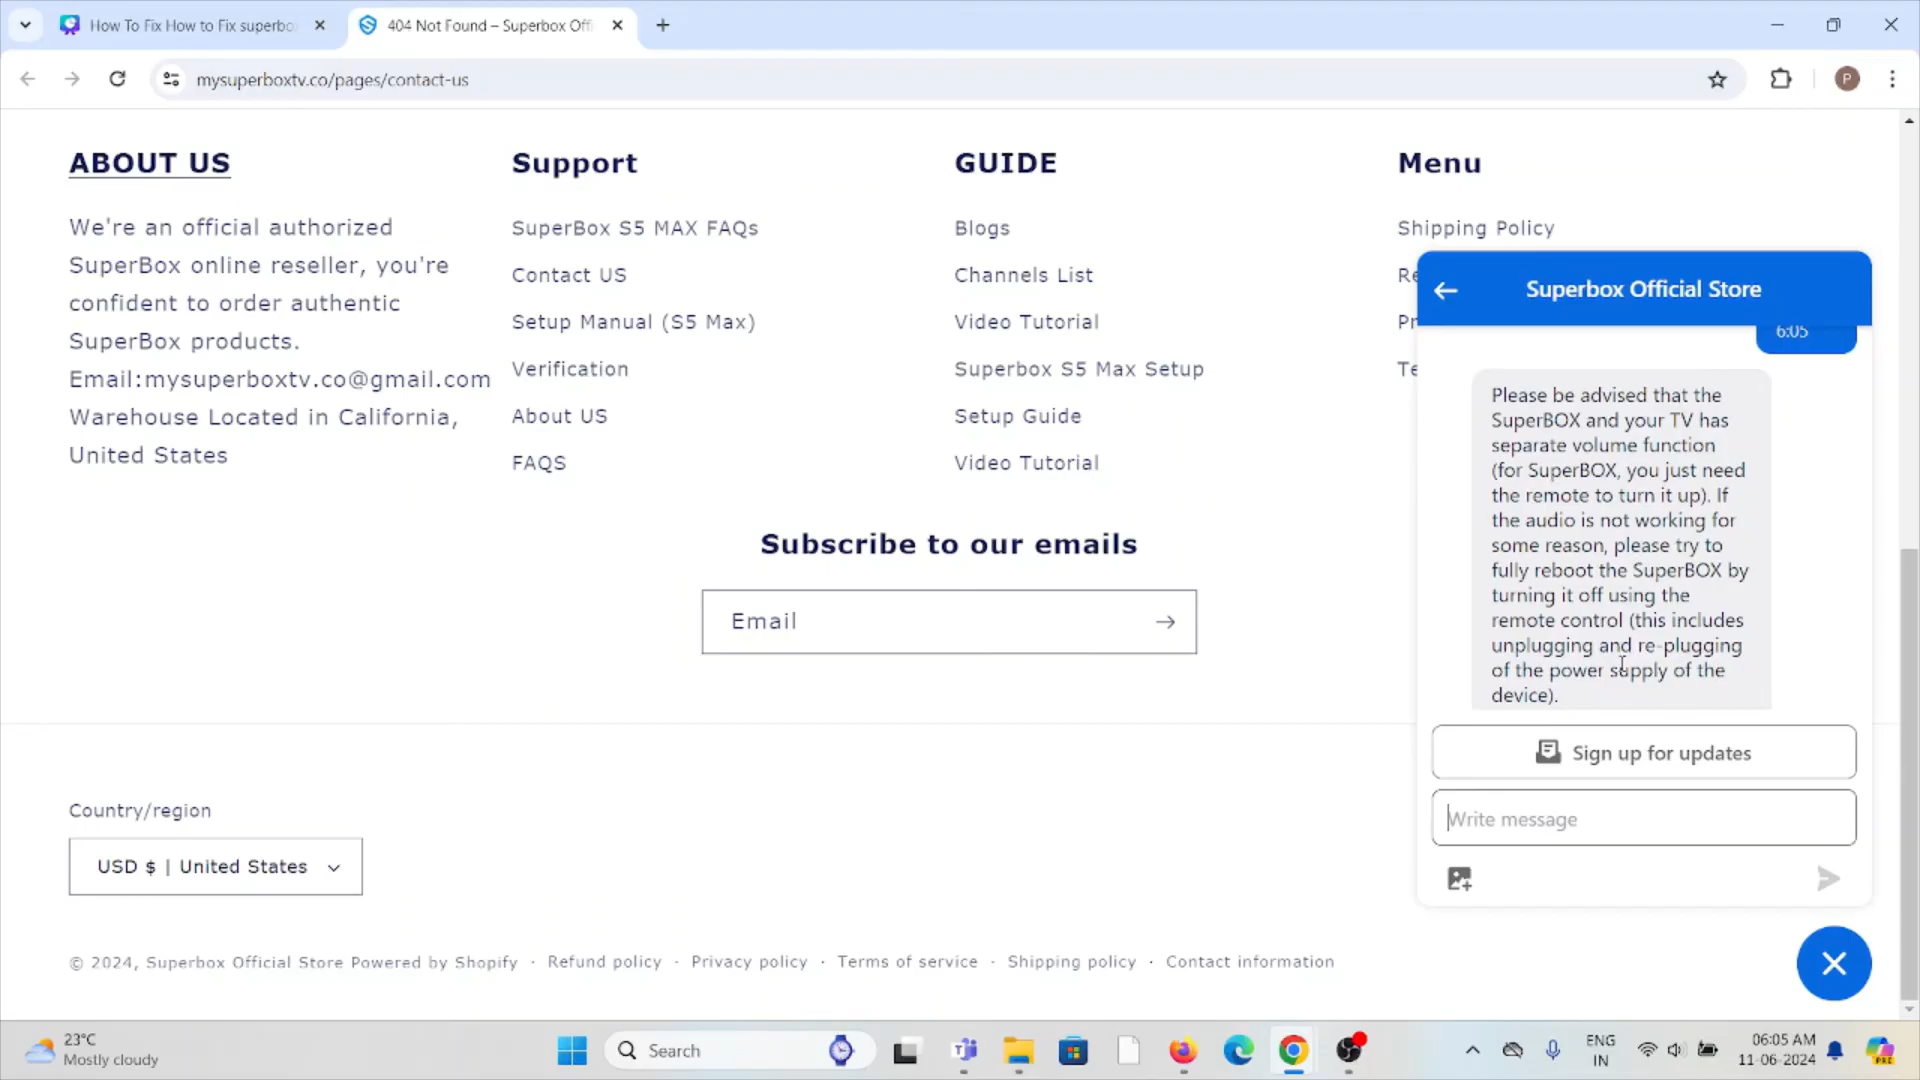 How To Fix How to Fix superbo
404 Not Found – Superbox Offi
mysuperboxtv.co/pages/contact-us
P
ABOUT US
We're an official authorized
SuperBox online reseller, you're
confident to order authentic
SuperBox products.
Email:mysuperboxtv.co@gmail.com
Warehouse Located in California,
United States
Support
SuperBox S5 MAX FAQs
Contact US
Setup Manual (S5 Max)
Verification
About US
FAQS
GUIDE
Blogs
Channels List
Video Tutorial
Superbox S5 Max Setup
Setup Guide
Video Tutorial
Menu
Shipping Policy
Re
Pr
Te
Subscribe to our emails
Email
Superbox Official Store
6:05
Please be advised that the
SuperBOX and your TV has
separate volume function
(for SuperBOX, you just need
the remote to turn it up). If
the audio is not working for
some reason, please try to
fully reboot the SuperBOX by
turning it off using the
remote control (this includes
unplugging and re-plugging
of the power supply of the
device).
Sign up for updates
Write message
Country/region
USD $ | United States
© 2024, Superbox Official Store Powered by Shopify · Refund policy · Privacy policy · Terms of service · Shipping policy · Contact information
23°C
Mostly cloudy
Search
ENG
IN
06:05 AM
11-06-2024
PRE